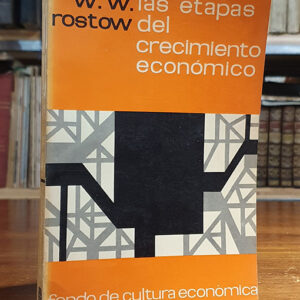 w. w.
rostow
las etapas
del
crecimiento
económico
fondo de cultura económica